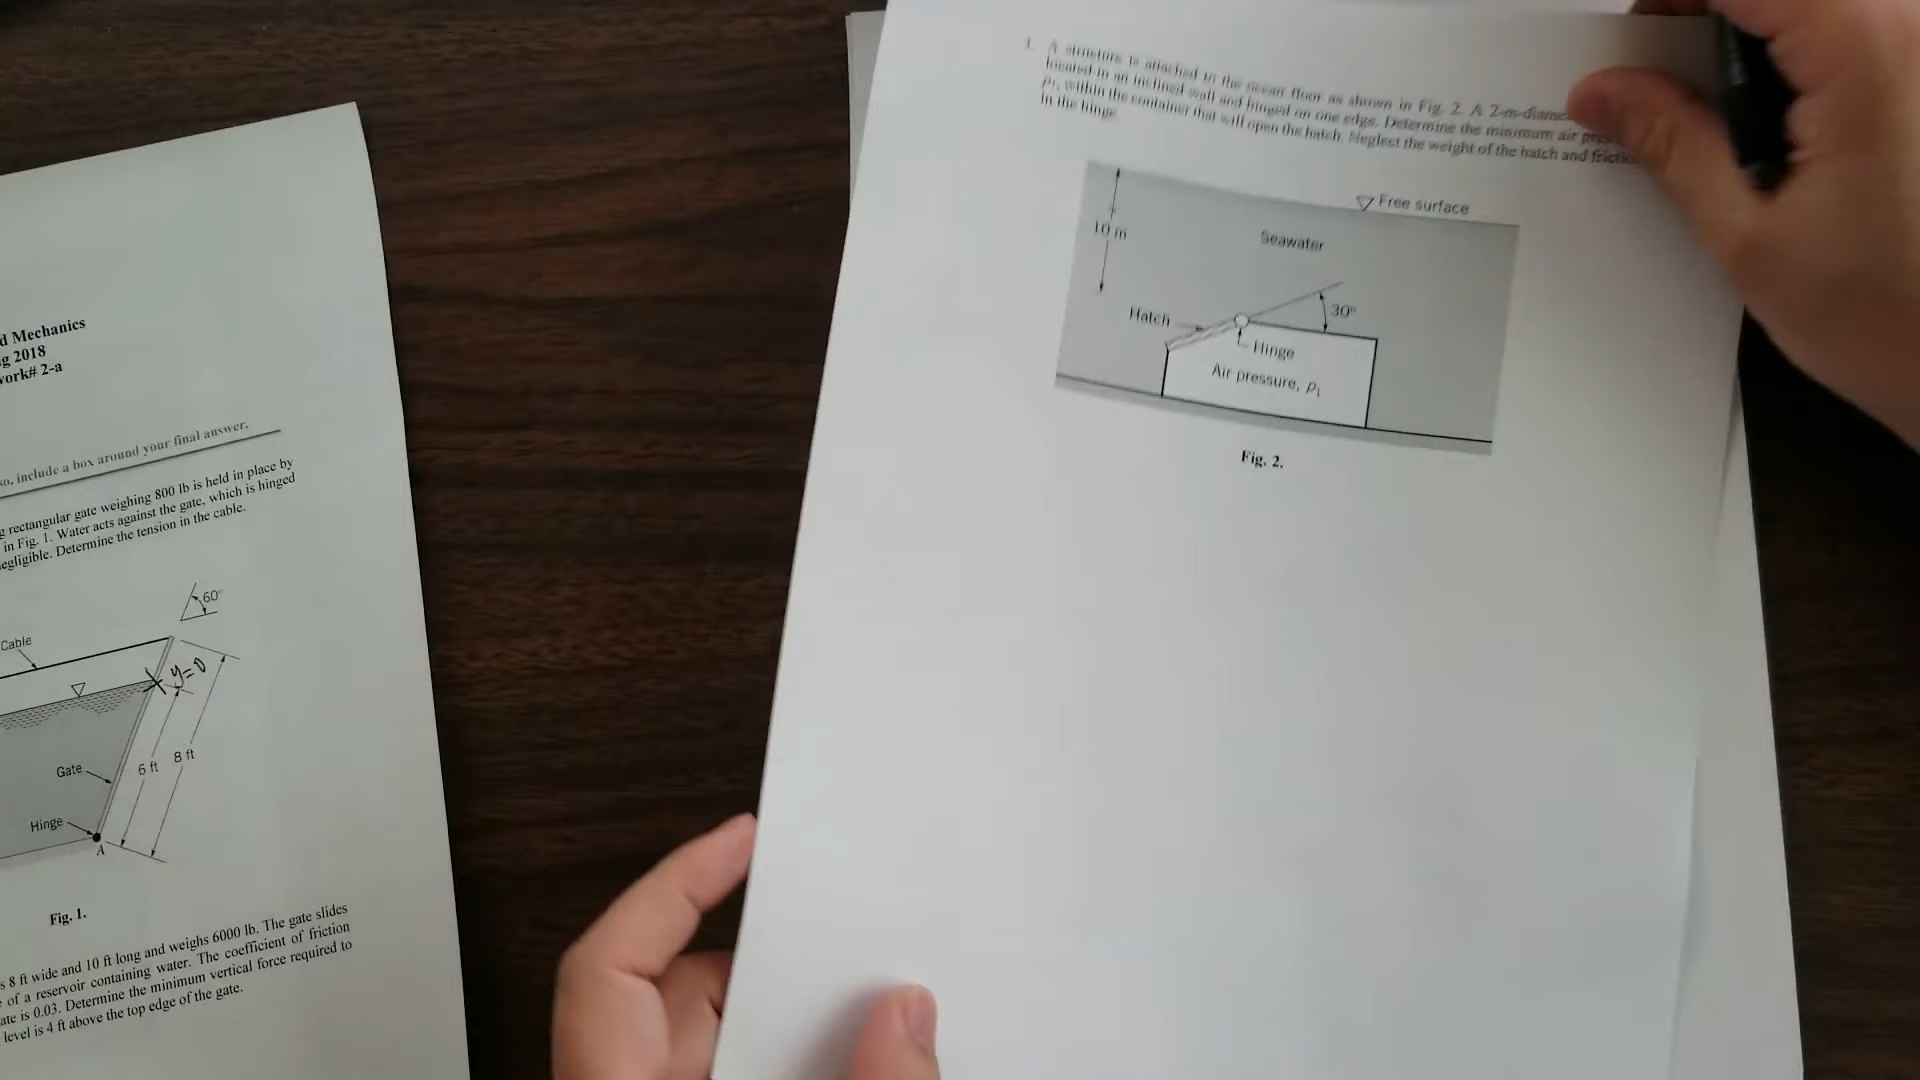 d Mechanics
g 2018
work# 2-a
so, include a box around your final answer.
g rectangular gate weighing 800 lb is held in place by
in Fig. 1. Water acts against the gate, which is hinged
egligible. Determine the tension in the cable.
60°
Cable
y=0
8 ft
6 ft
Gate
Hinge
A
Fig. 1.
s 8 ft wide and 10 ft long and weighs 6000 lb. The gate slides
of a reservoir containing water. The coefficient of friction
ate is 0.03. Determine the minimum vertical force required to
level is 4 ft above the top edge of the gate.
1. A structure is attached to the ocean floor as shown in Fig. 2. A 2-m-diame
located in an inclined wall and hinged on one edge. Determine the minimum air pres
p₁, within the container that will open the hatch. Neglect the weight of the hatch and frictio
in the hinge
Free surface
10 m
Seawater
30°
Hatch
Hinge
Air pressure, p₁
Fig. 2.